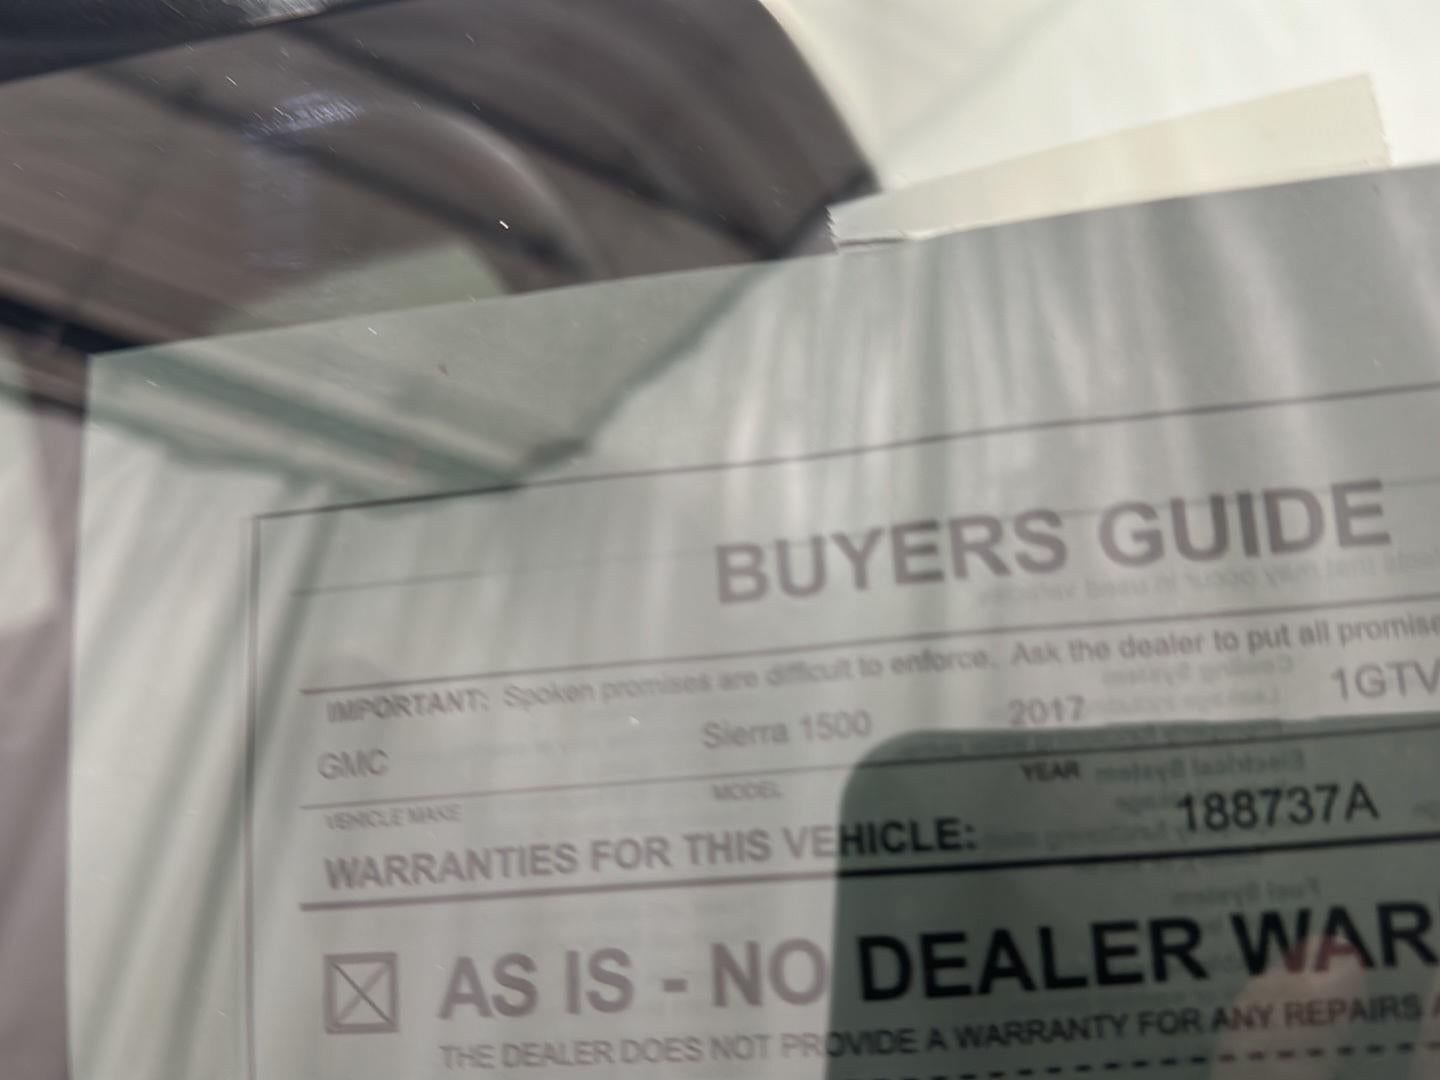 BUYERS GUIDE
IMPORTANT: Spoken promises are difficult to enforce. Ask the dealer to put all promise
GMC Sierra 1500 2017 1GTV
VEHICLE MAKE MODEL YEAR
WARRANTIES FOR THIS VEHICLE: 188737A
AS IS - NO DEALER WAR
THE DEALER DOES NOT PROVIDE A WARRANTY FOR ANY REPAIRS